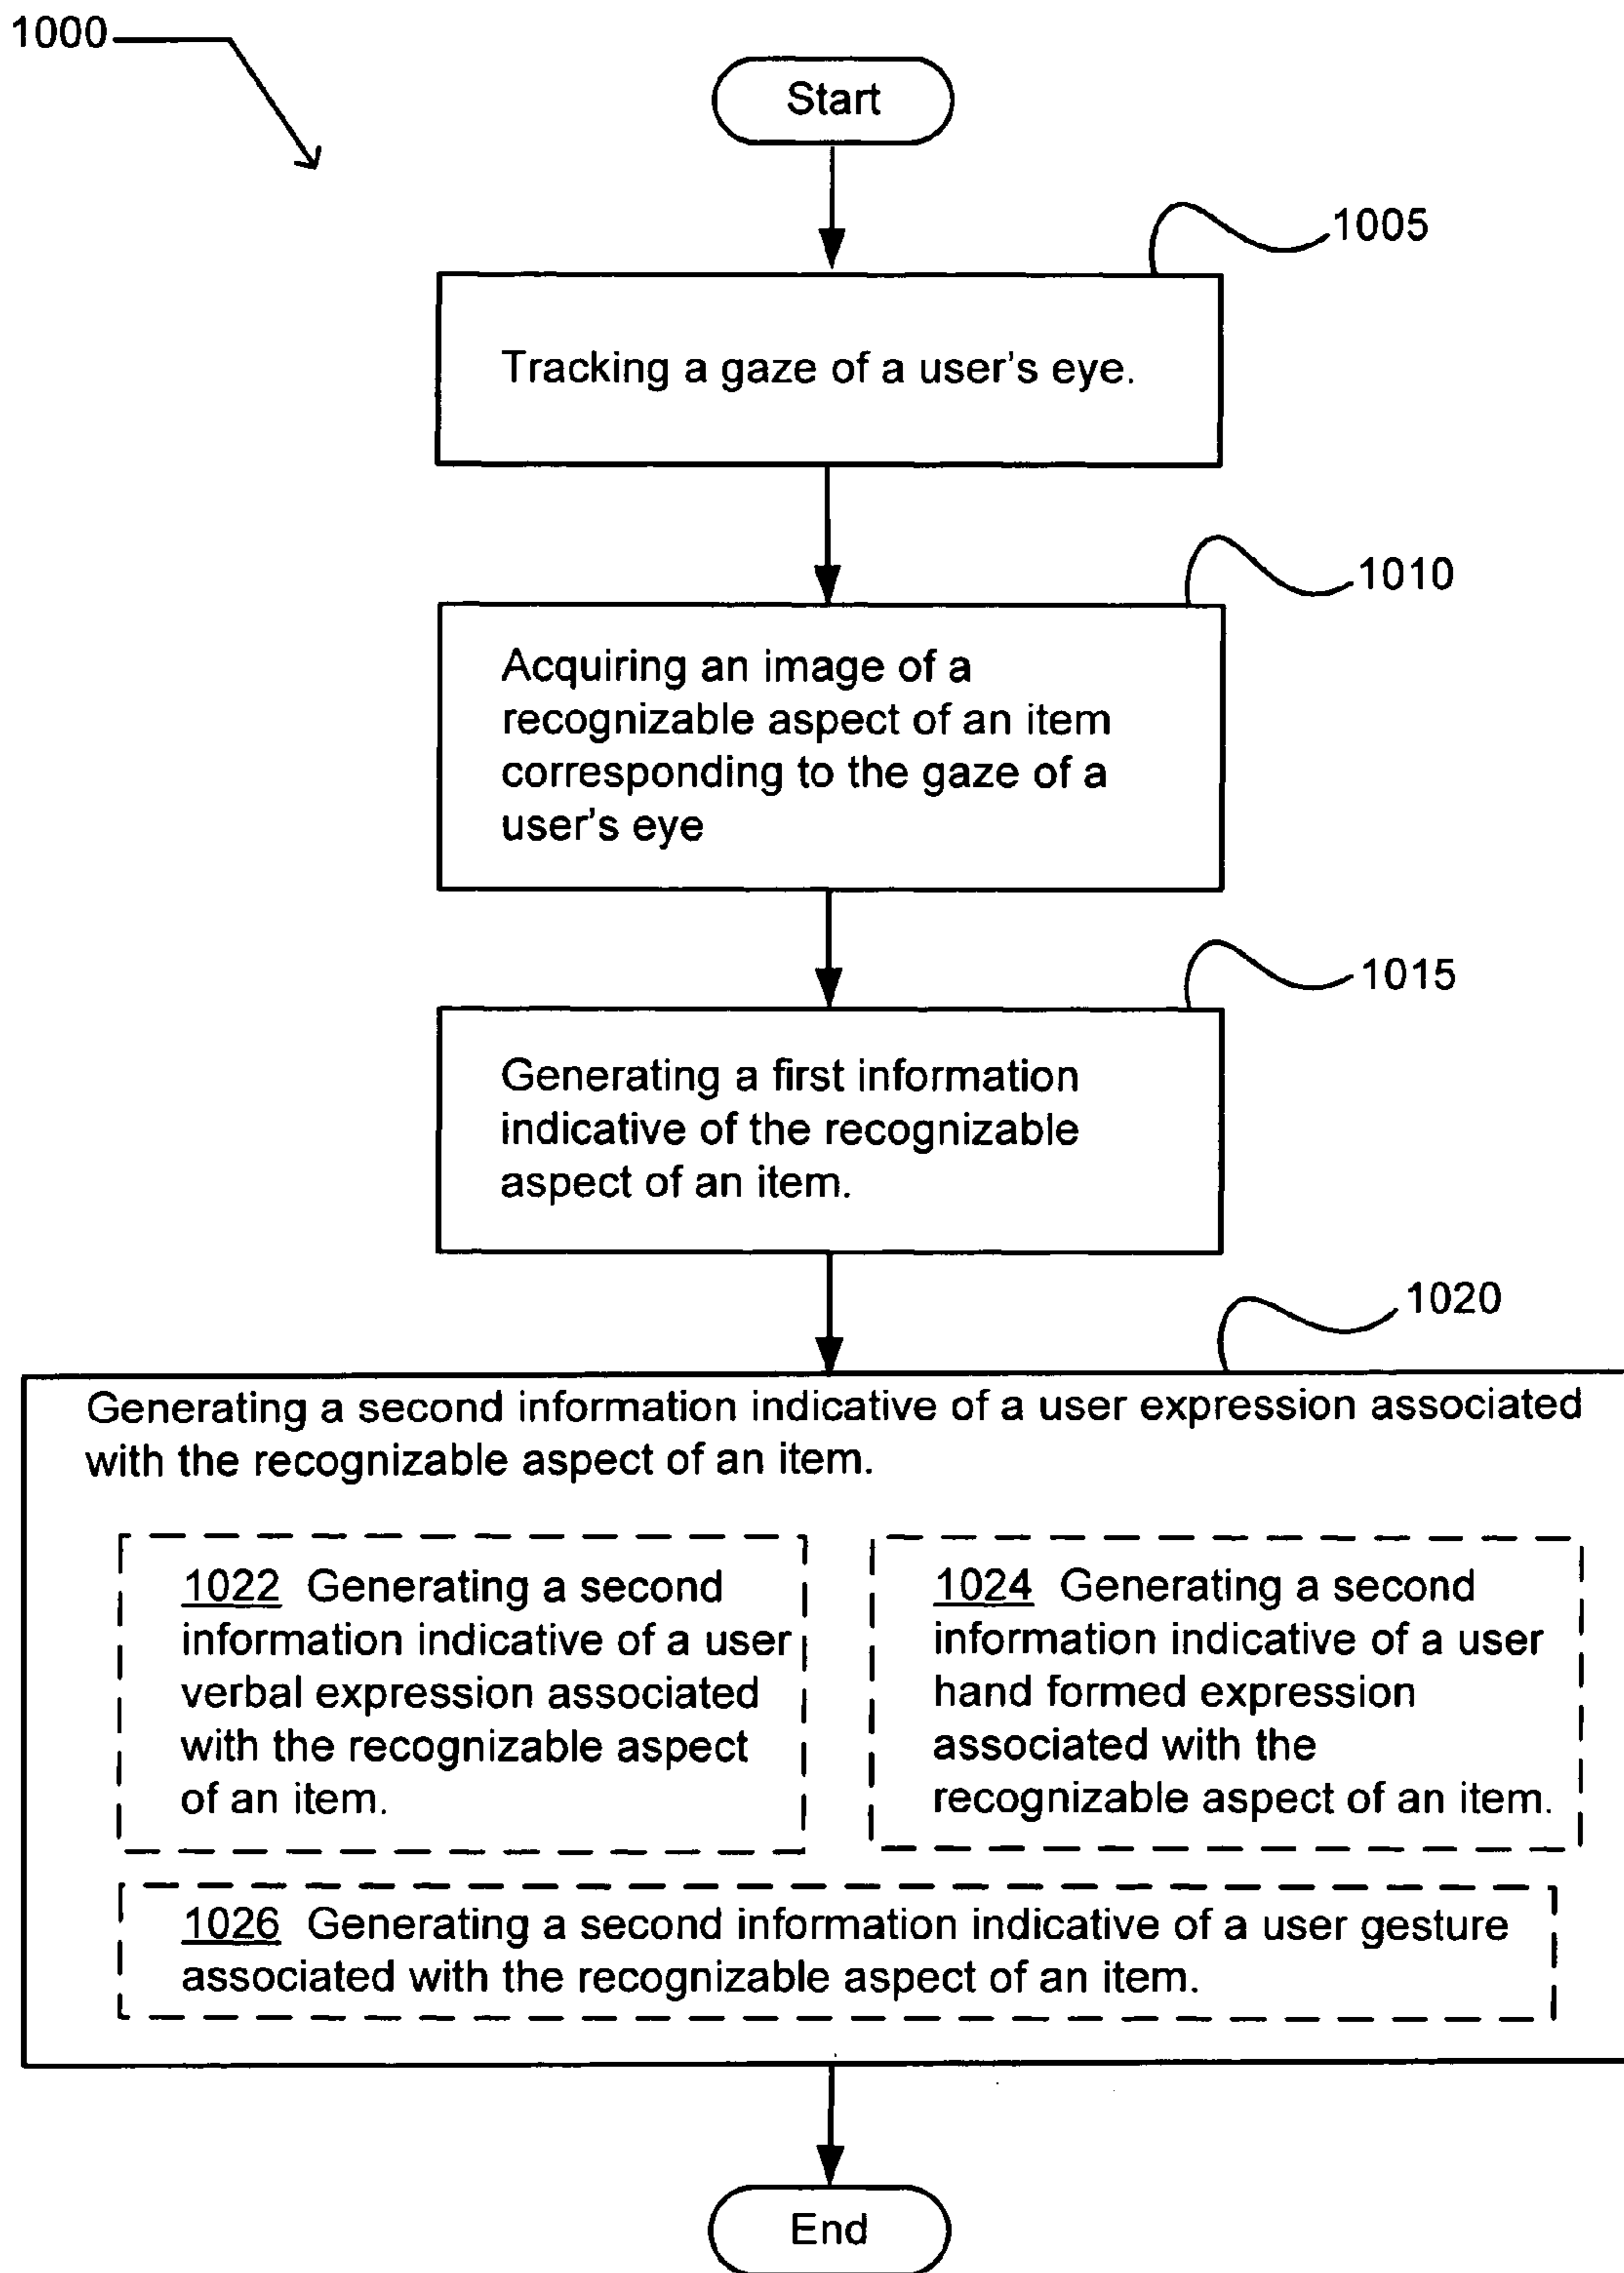 1000
Start
1005
Tracking a gaze of a user's eye.
1010
Acquiring an image of a
recognizable aspect of an item
corresponding to the gaze of a
user's eye
1015
Generating a first information
indicative of the recognizable
aspect of an item.
1020
Generating a second information indicative of a user expression associated
with the recognizable aspect of an item.
1022 Generating a second
information indicative of a user
verbal expression associated
with the recognizable aspect
of an item.
1024 Generating a second
information indicative of a user
hand formed expression
associated with the
recognizable aspect of an item.
1026 Generating a second information indicative of a user gesture
associated with the recognizable aspect of an item.
End